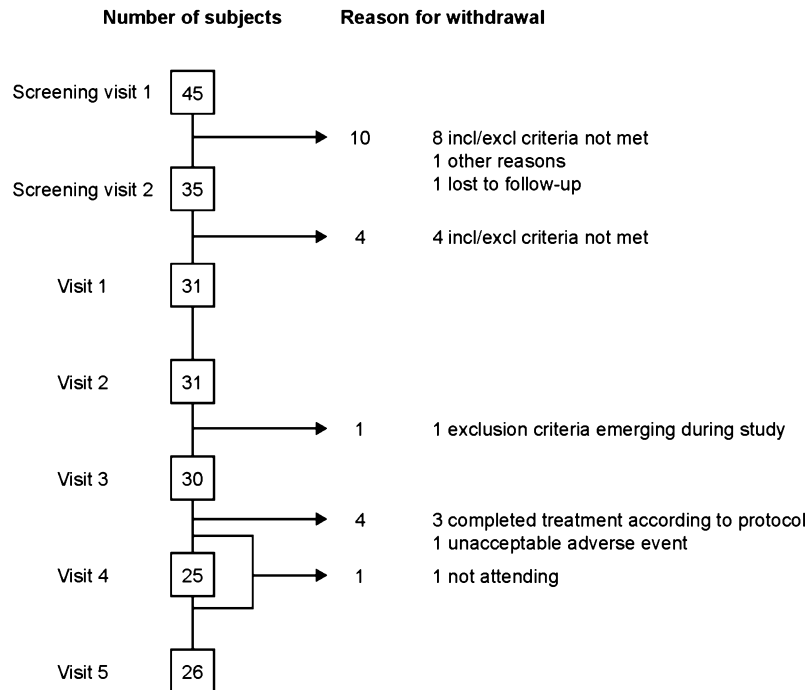 Number of subjects Reason for withdrawal
Screening visit 1 45
10 8 incl/excl criteria not met
1 other reasons
1 lost to follow-up
Screening visit 2 35
4 4 incl/excl criteria not met
Visit 1 31
Visit 2 31
1 1 exclusion criteria emerging during study
Visit 3 30
4 3 completed treatment according to protocol
1 unacceptable adverse event
Visit 4 25 1 1 not attending
Visit 5 26